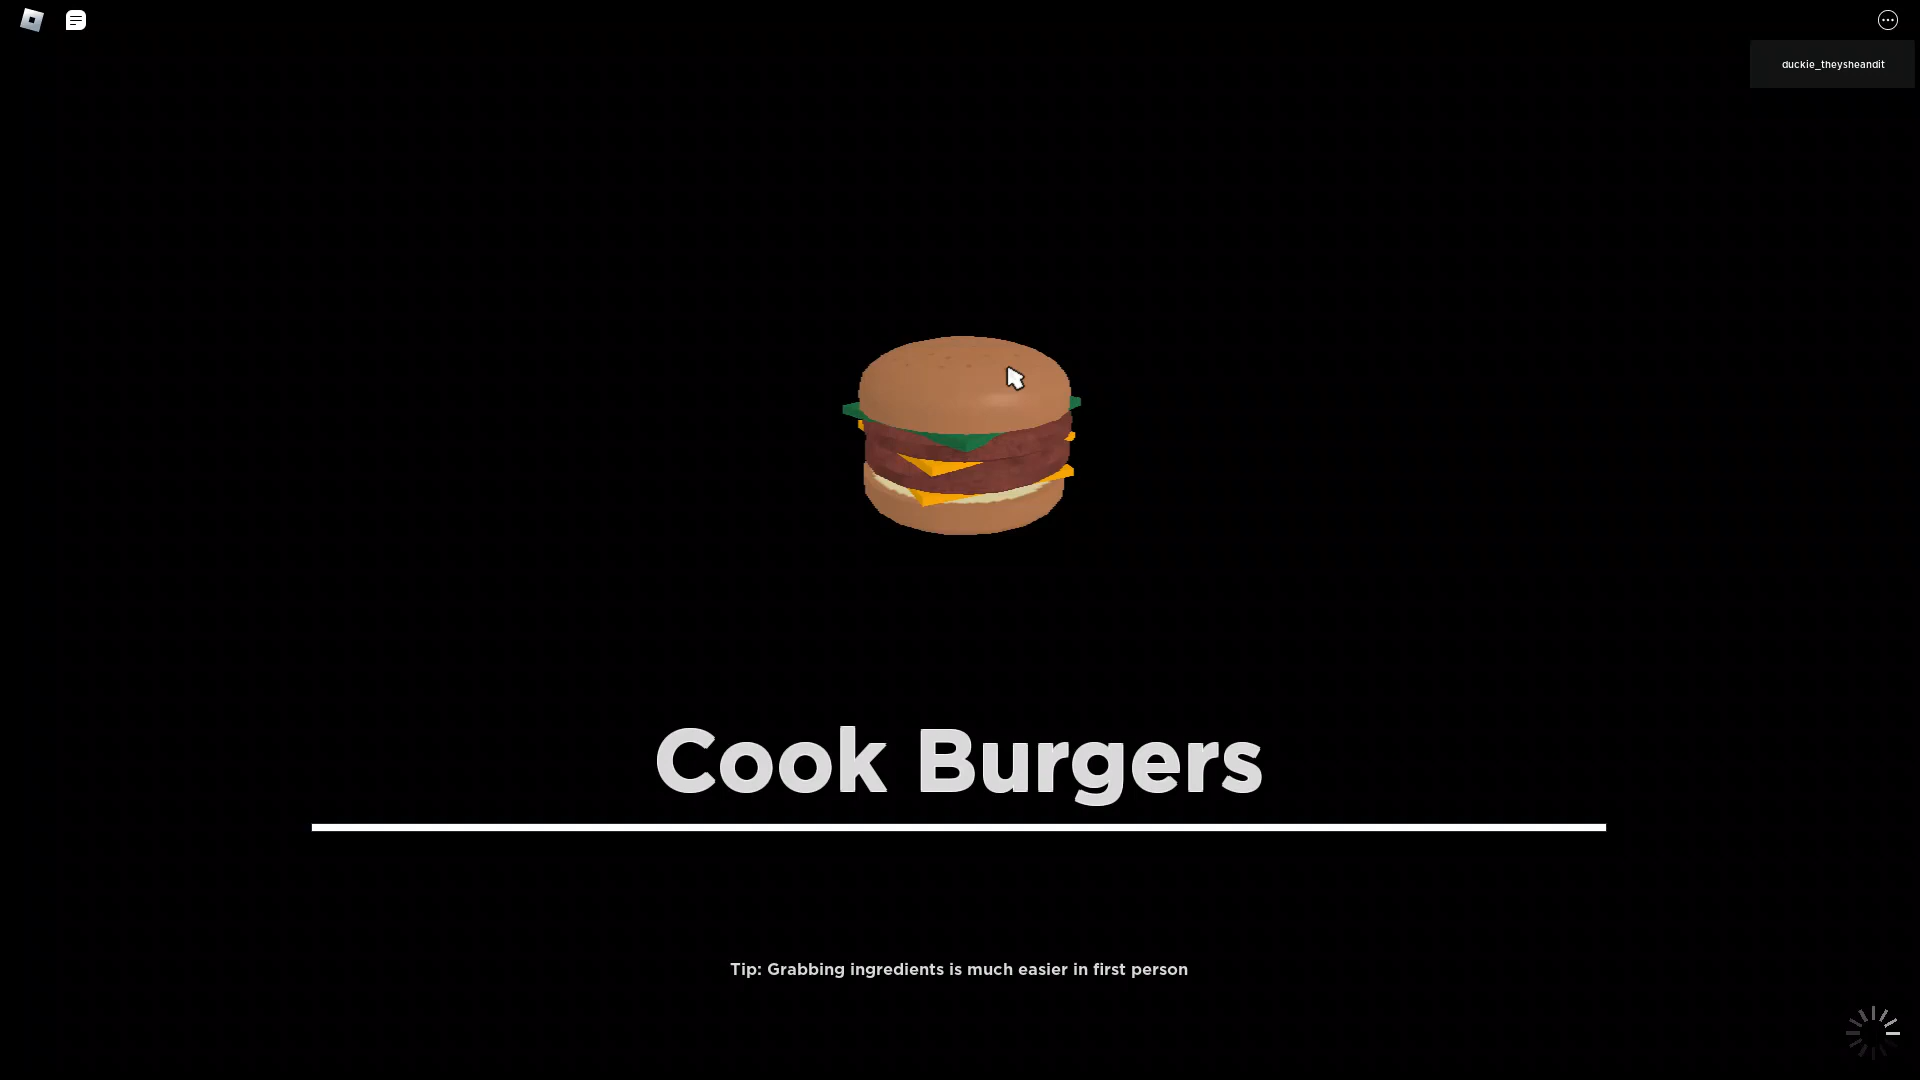 duckie_theysheandit
Cook Burgers
Tip: Grabbing ingredients is much easier in first person